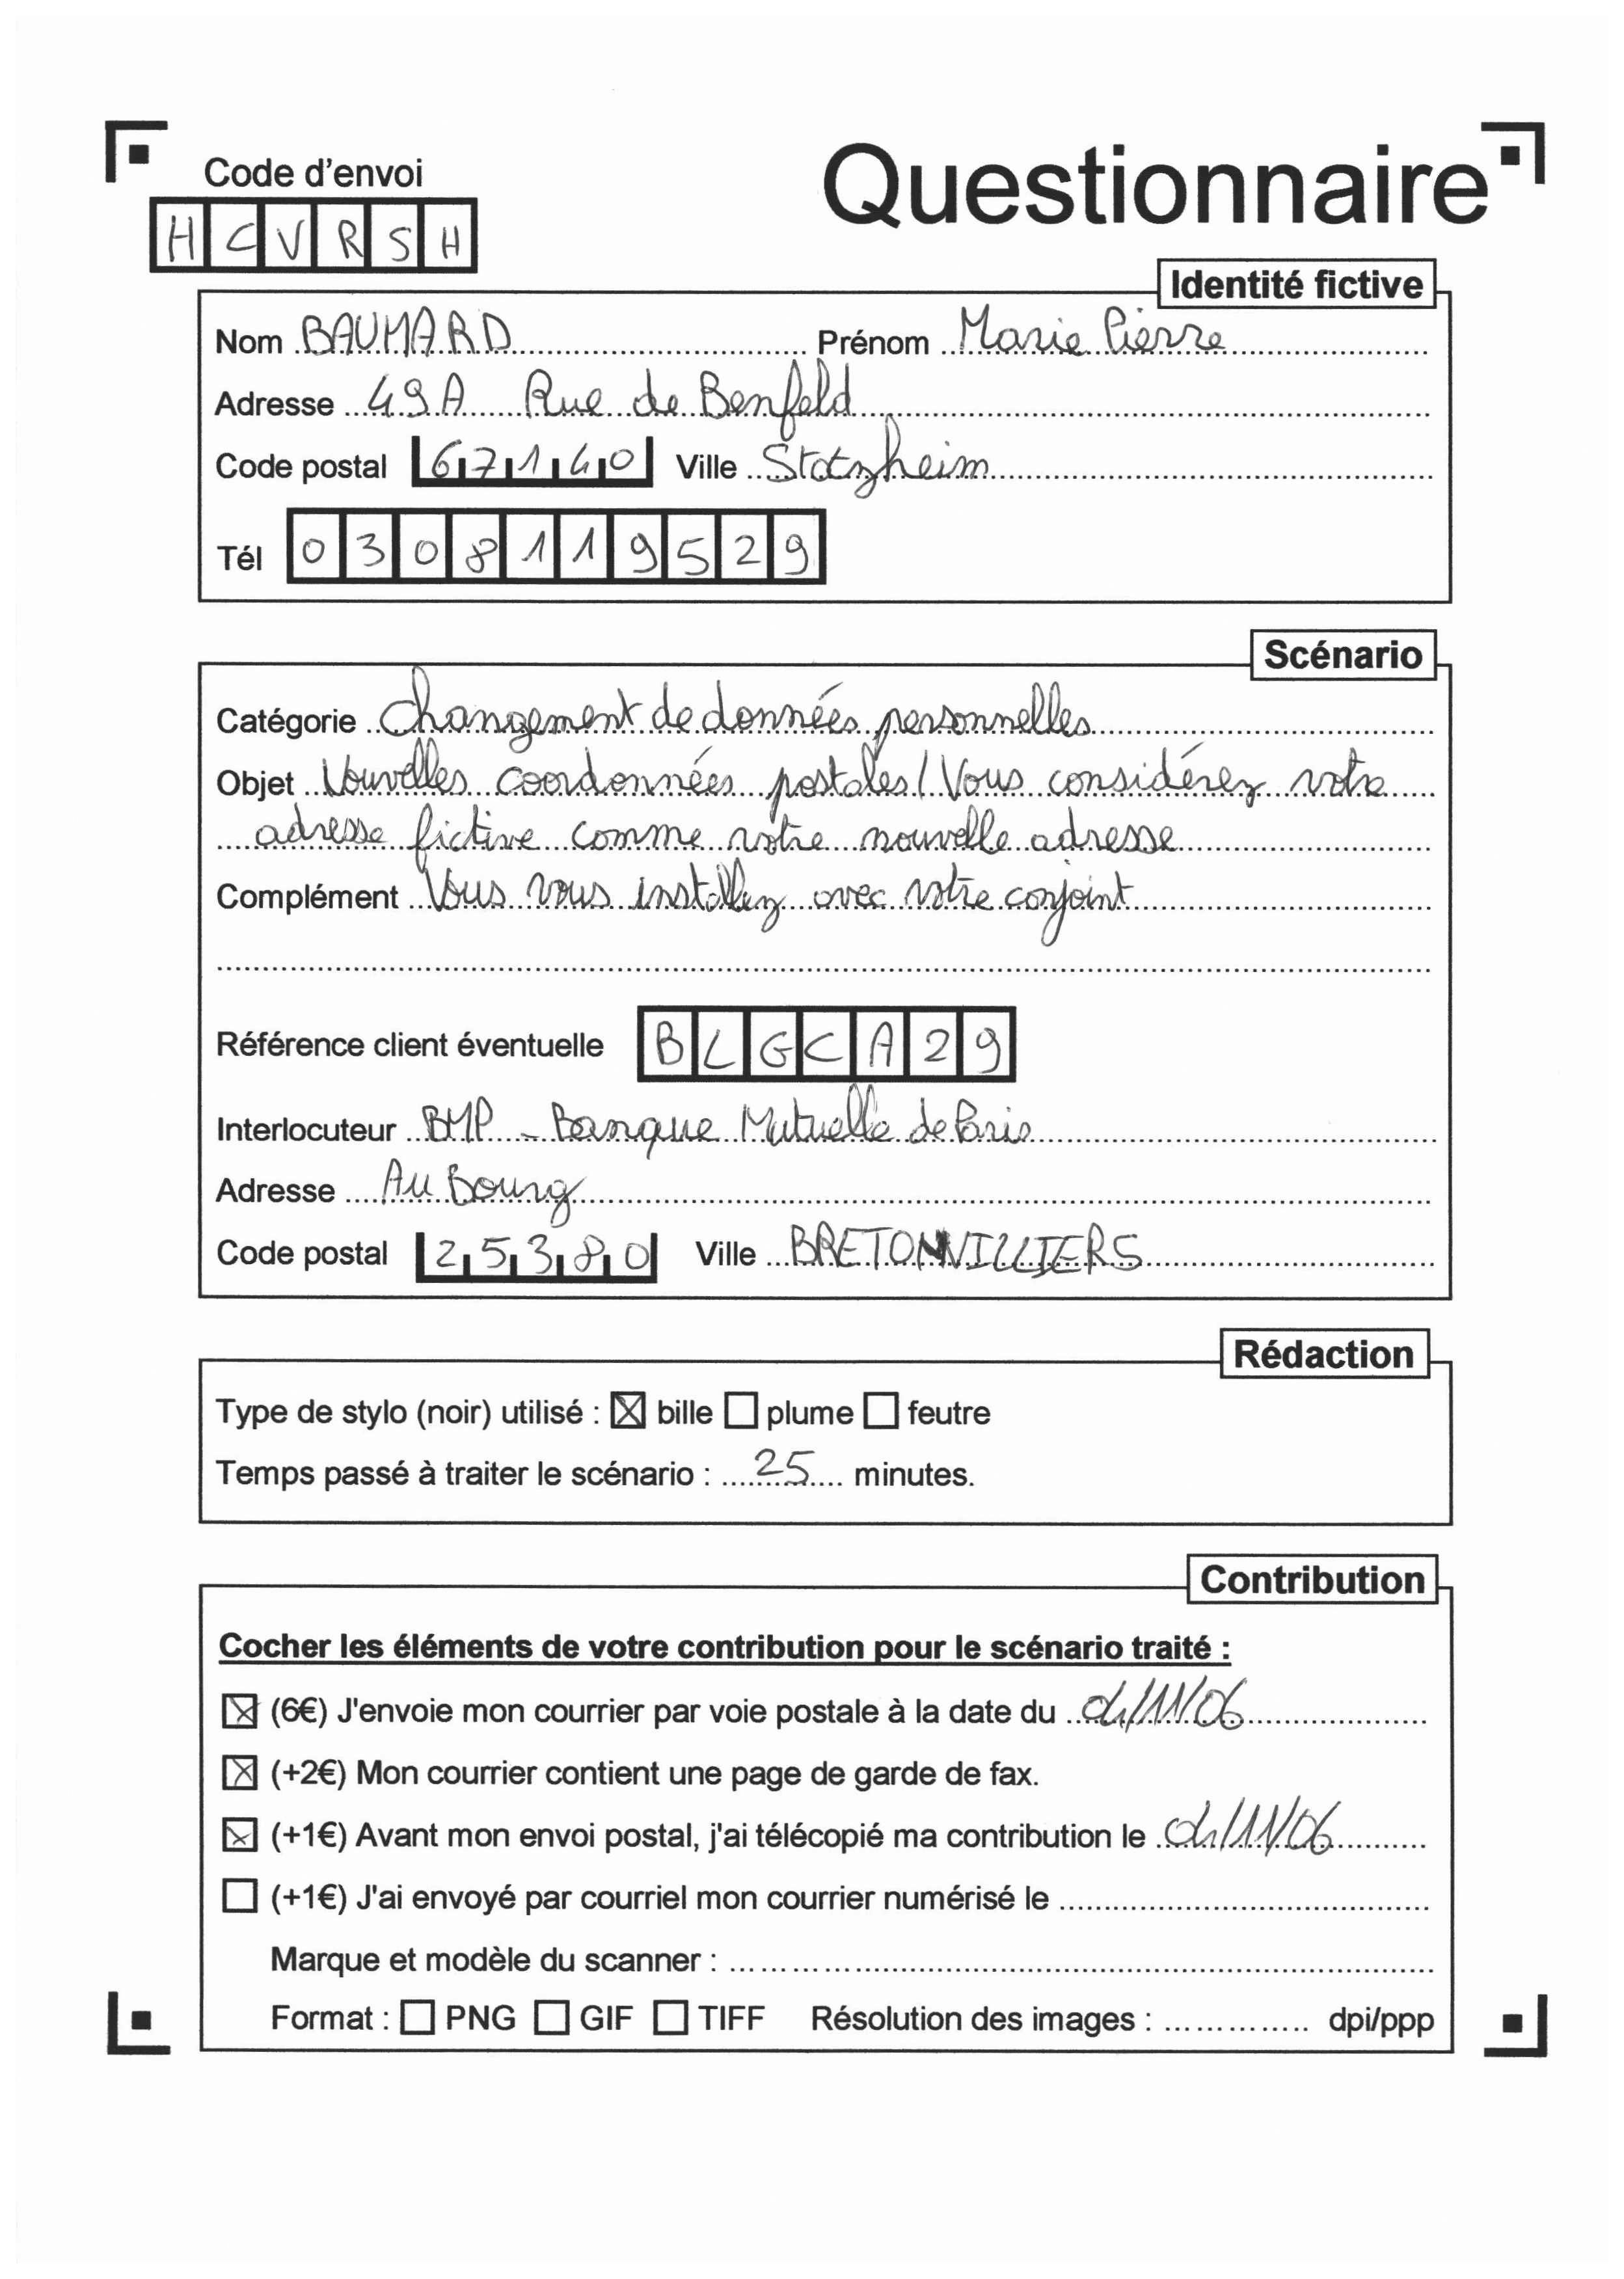 Code d'envoi
Questionnaire
HCVRSH
Identité fictive
Nom BAUMARD Prénom Marie Pierre
Adresse 49A Rue de Benfeld
Code postal 67140 Ville Stotzheim
Tél 0308119529
Scénario
Catégorie Changement de données personnelles
Objet Nouvelles coordonnées postales / Vous considérez votre
adresse fictive comme votre nouvelle adresse
Complément Vous vous installez avec votre conjoint
Référence client éventuelle BLGCA29
Interlocuteur BMP - Banque Mutuelle de Paris
Adresse Au Bourg
Code postal 25380 Ville BRETONVILLIERS
Rédaction
Type de stylo (noir) utilisé : bille plume feutre
Temps passé à traiter le scénario : 25 minutes.
Contribution
Cocher les éléments de votre contribution pour le scénario traité :
(6€) J'envoie mon courrier par voie postale à la date du
(+2€) Mon courrier contient une page de garde de fax.
(+1€) Avant mon envoi postal, j'ai télécopié ma contribution le
(+1€) J'ai envoyé par courriel mon courrier numérisé le
Marque et modèle du scanner :
Format : PNG GIF TIFF Résolution des images : dpi/ppp